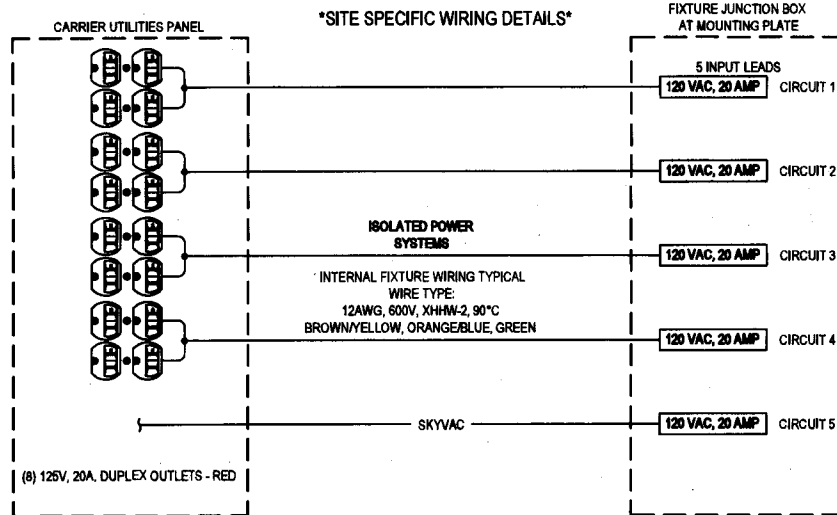 *SITE SPECIFIC WIRING DETAILS*
CARRIER UTILITIES PANEL
FIXTURE JUNCTION BOX
AT MOUNTING PLATE
5 INPUT LEADS
120 VAC, 20 AMP CIRCUIT 1
120 VAC, 20 AMP CIRCUIT 2
ISOLATED POWER
SYSTEMS
120 VAC, 20 AMP CIRCUIT 3
INTERNAL FIXTURE WIRING TYPICAL
WIRE TYPE:
12AWG, 600V, XHHW-2, 90°C
BROWN/YELLOW, ORANGE/BLUE, GREEN
120 VAC, 20 AMP CIRCUIT 4
SKYVAC
120 VAC, 20 AMP CIRCUIT 5
(8) 125V, 20A, DUPLEX OUTLETS - RED